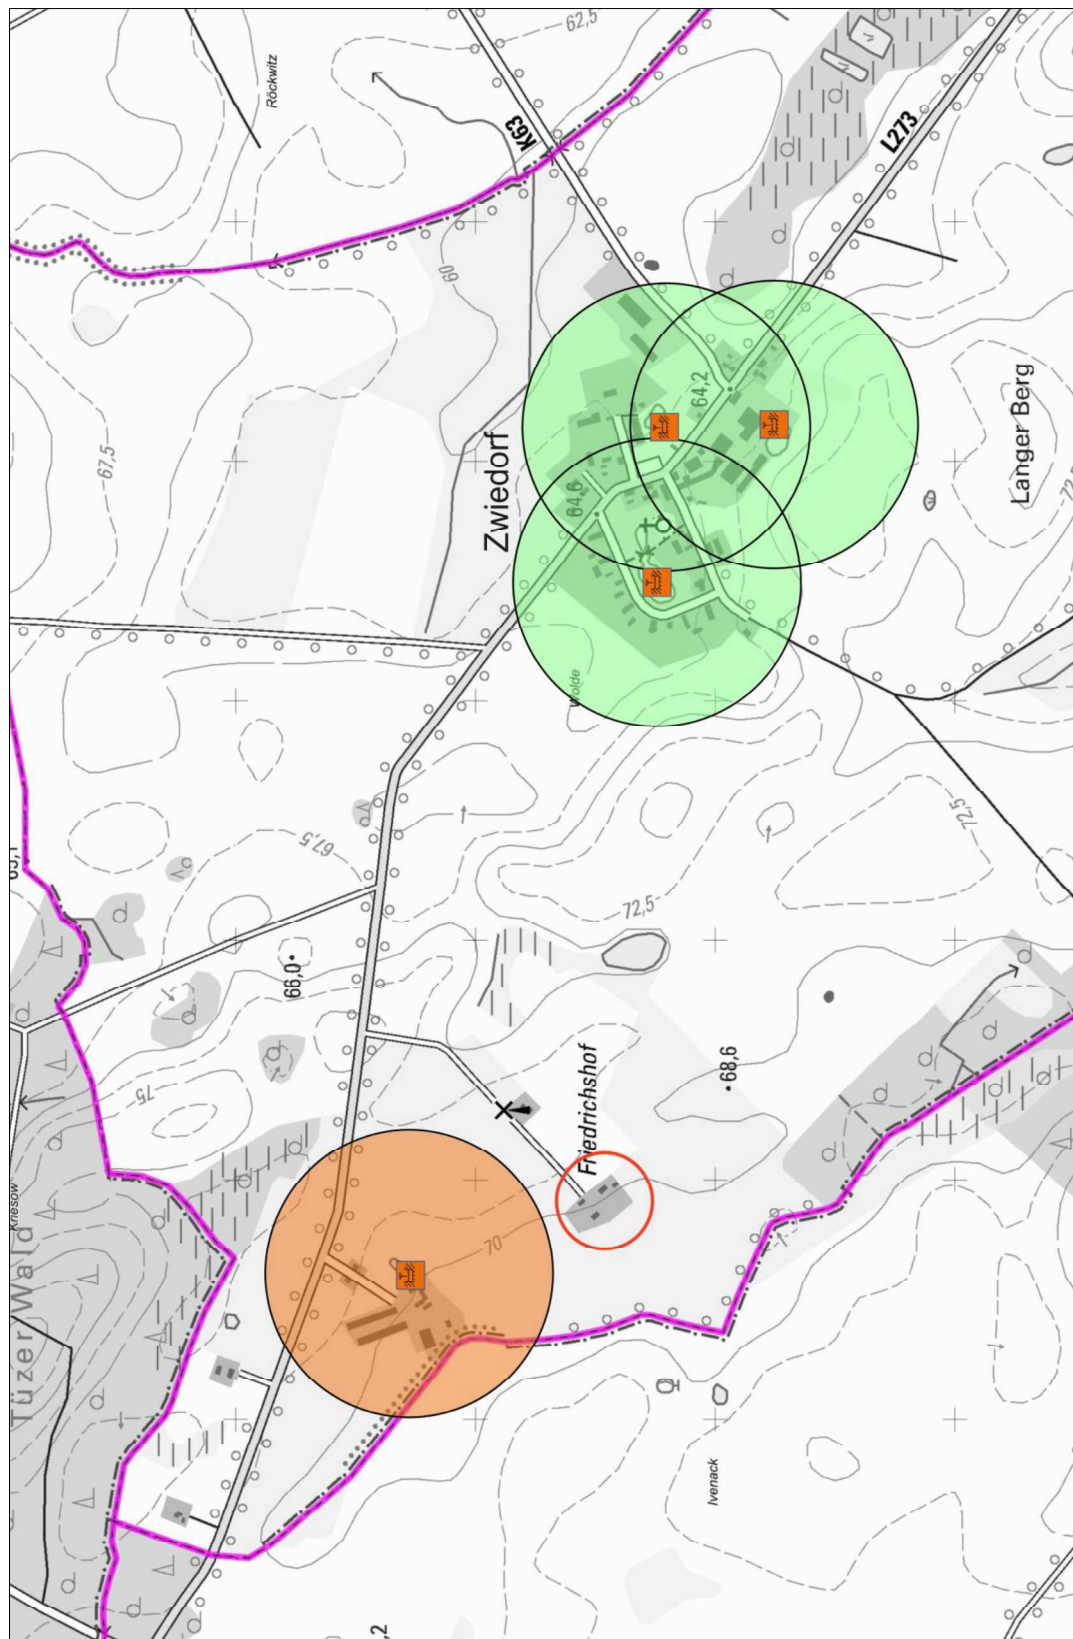 62,5
Röckwitz
K63
L273
60
67,5
64,2
Zwiedorf
64,6
Langer Berg
Wolde
67,5
72,5
72,5
66,0
75
Friedrichshof
68,6
Kriesow
Tüzer Wald
70
Ivenack